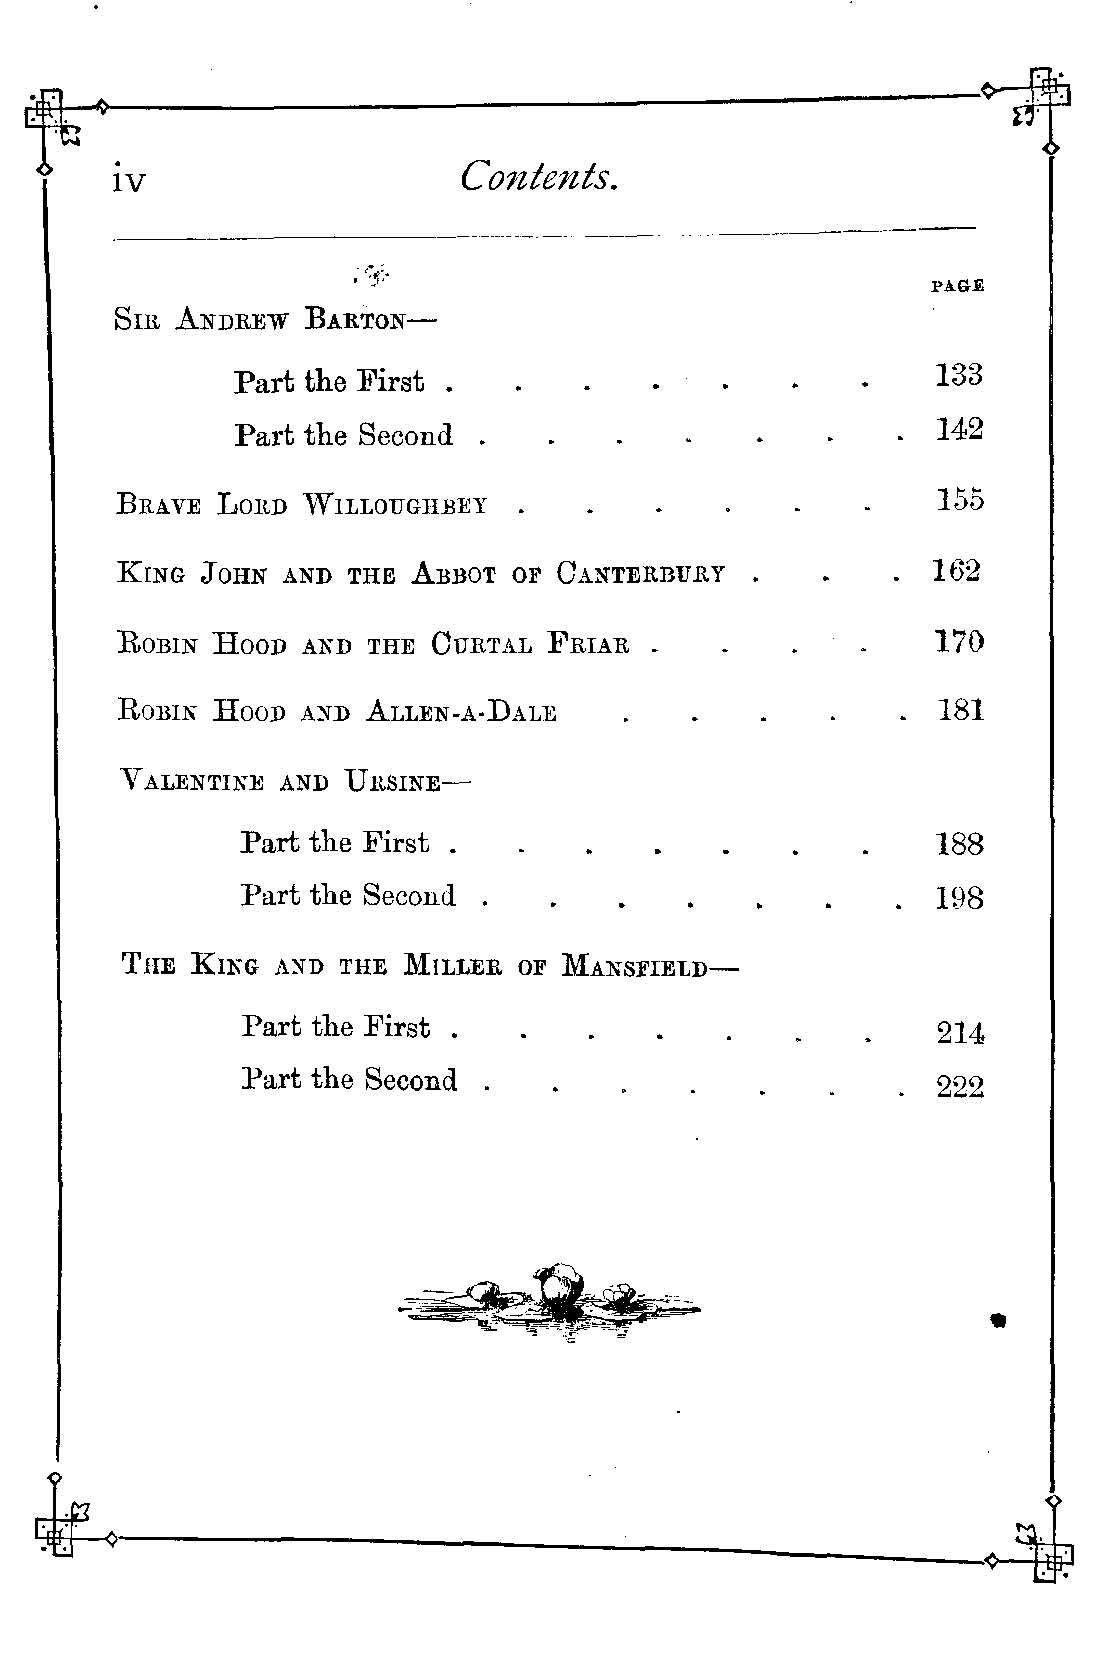 iv Contents.
PAGE
SIR ANDREW BARTON—
Part the First . . . . . . . 133
Part the Second . . . . . . . 142
BRAVE LORD WILLOUGHBEY . . . . . . 155
KING JOHN AND THE ABBOT OF CANTERBURY . . . 162
ROBIN HOOD AND THE CURTAL FRIAR . . . . 170
ROBIN HOOD AND ALLEN-A-DALE . . . . . 181
VALENTINE AND URSINE—
Part the First . . . . . . . 188
Part the Second . . . . . . . 198
THE KING AND THE MILLER OF MANSFIELD—
Part the First . . . . . . . 214
Part the Second . . . . . . . 222